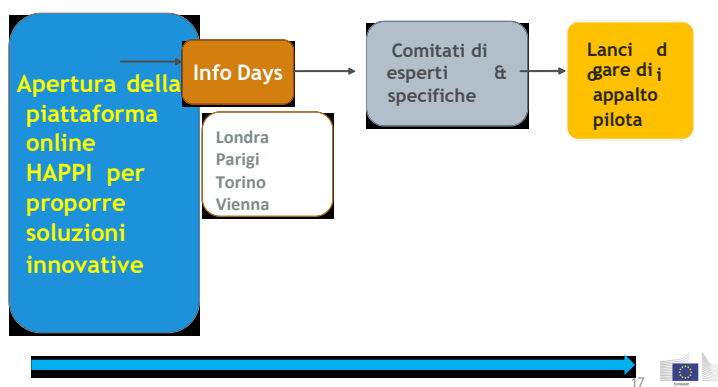 Apertura della
piattaforma
online
HAPPI per
proporre
soluzioni
innovative
Info Days
Londra
Parigi
Torino
Vienna
Comitati di
esperti &
specifiche
Lanci d
o gare di i
appalto
pilota
17
European